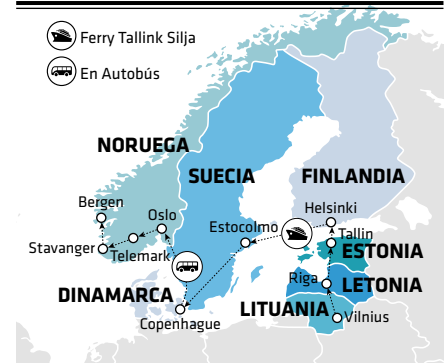 Ferry Tallink Silja
En Autobús
NORUEGA
SUECIA
FINLANDIA
Bergen
Oslo
Helsinki
Estocolmo
Tallin
Stavanger
Telemark
ESTONIA
Riga
LETONIA
DINAMARCA
LITUANIA
Vilnius
Copenhague